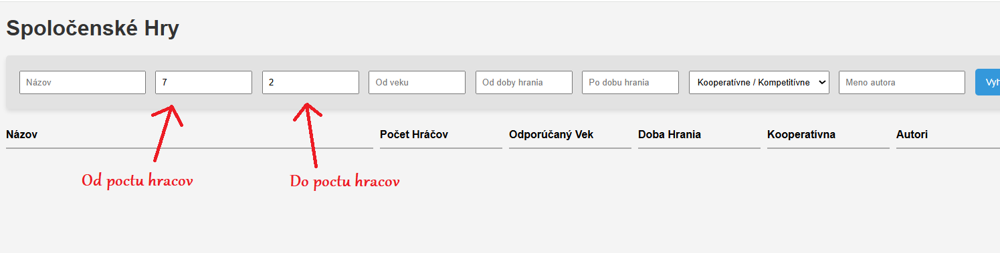 Spoločenské Hry
Názov 7 2 Od veku Od doby hrania Po dobu hrania Kooperatívne / Kompetitívne Meno autora Vyh
Názov Počet Hráčov Odporúčaný Vek Doba Hrania Kooperatívna Autori
Od poctu hracov Do poctu hracov